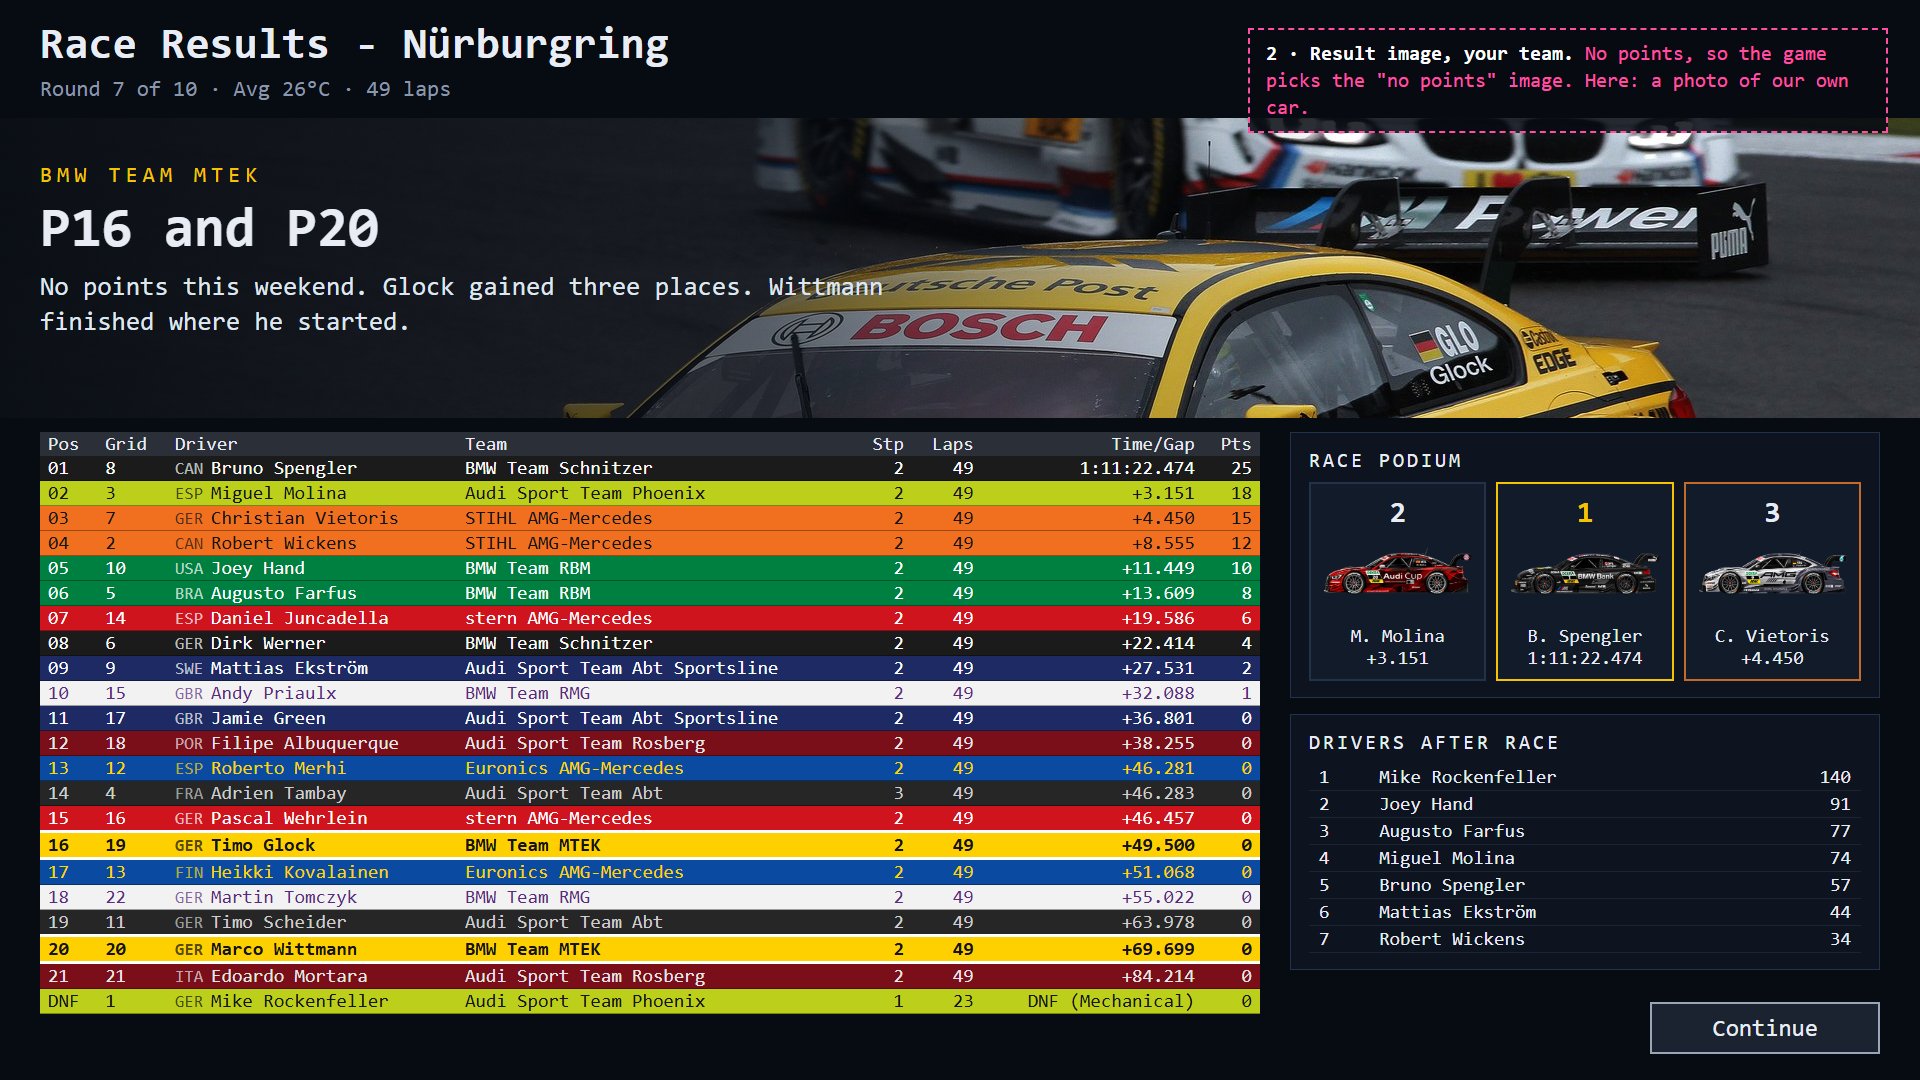 Race Results - Nürburgring
Round 7 of 10 · Avg 26°C · 49 laps
2 · Result image, your team. No points, so the game
picks the "no points" image. Here: a photo of our own
car.
BMW TEAM MTEK
P16 and P20
No points this weekend. Glock gained three places. Wittmann
finished where he started.
Power
PUMA
Deutsche Post
BOSCH
GLO
Glock
Castrol
EDGE
Pos Grid Driver Team Stp Laps Time/Gap Pts
01 8 CAN Bruno Spengler BMW Team Schnitzer 2 49 1:11:22.474 25
02 3 ESP Miguel Molina Audi Sport Team Phoenix 2 49 +3.151 18
03 7 GER Christian Vietoris STIHL AMG-Mercedes 2 49 +4.450 15
04 2 CAN Robert Wickens STIHL AMG-Mercedes 2 49 +8.555 12
05 10 USA Joey Hand BMW Team RBM 2 49 +11.449 10
06 5 BRA Augusto Farfus BMW Team RBM 2 49 +13.609 8
07 14 ESP Daniel Juncadella stern AMG-Mercedes 2 49 +19.586 6
08 6 GER Dirk Werner BMW Team Schnitzer 2 49 +22.414 4
09 9 SWE Mattias Ekström Audi Sport Team Abt Sportsline 2 49 +27.531 2
10 15 GBR Andy Priaulx BMW Team RMG 2 49 +32.088 1
11 17 GBR Jamie Green Audi Sport Team Abt Sportsline 2 49 +36.801 0
12 18 POR Filipe Albuquerque Audi Sport Team Rosberg 2 49 +38.255 0
13 12 ESP Roberto Merhi Euronics AMG-Mercedes 2 49 +46.281 0
14 4 FRA Adrien Tambay Audi Sport Team Abt 3 49 +46.283 0
15 16 GER Pascal Wehrlein stern AMG-Mercedes 2 49 +46.457 0
16 19 GER Timo Glock BMW Team MTEK 2 49 +49.500 0
17 13 FIN Heikki Kovalainen Euronics AMG-Mercedes 2 49 +51.068 0
18 22 GER Martin Tomczyk BMW Team RMG 2 49 +55.022 0
19 11 GER Timo Scheider Audi Sport Team Abt 2 49 +63.978 0
20 20 GER Marco Wittmann BMW Team MTEK 2 49 +69.699 0
21 21 ITA Edoardo Mortara Audi Sport Team Rosberg 2 49 +84.214 0
DNF 1 GER Mike Rockenfeller Audi Sport Team Phoenix 1 23 DNF (Mechanical) 0
RACE PODIUM
2 1 3
Audi Cup BMW Bank AMG
M. Molina B. Spengler C. Vietoris
+3.151 1:11:22.474 +4.450
DRIVERS AFTER RACE
1 Mike Rockenfeller 140
2 Joey Hand 91
3 Augusto Farfus 77
4 Miguel Molina 74
5 Bruno Spengler 57
6 Mattias Ekström 44
7 Robert Wickens 34
Continue